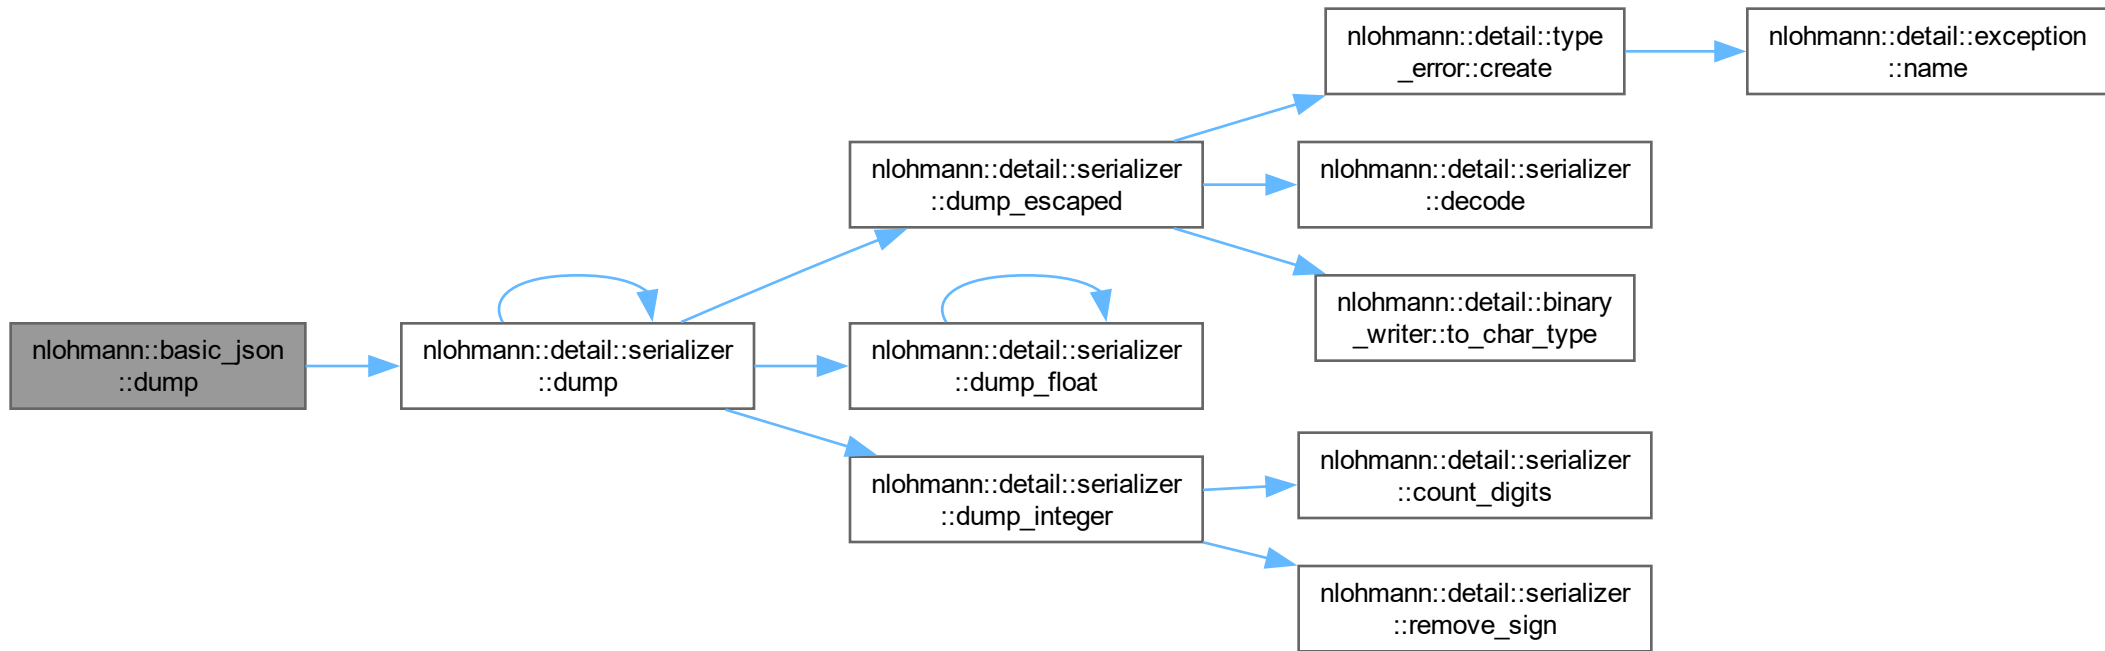 nlohmann::basic_json
::dump
nlohmann::detail::serializer
::dump
nlohmann::detail::serializer
::dump_escaped
nlohmann::detail::serializer
::dump_float
nlohmann::detail::serializer
::dump_integer
nlohmann::detail::type
_error::create
nlohmann::detail::serializer
::decode
nlohmann::detail::binary
_writer::to_char_type
nlohmann::detail::serializer
::count_digits
nlohmann::detail::serializer
::remove_sign
nlohmann::detail::exception
::name